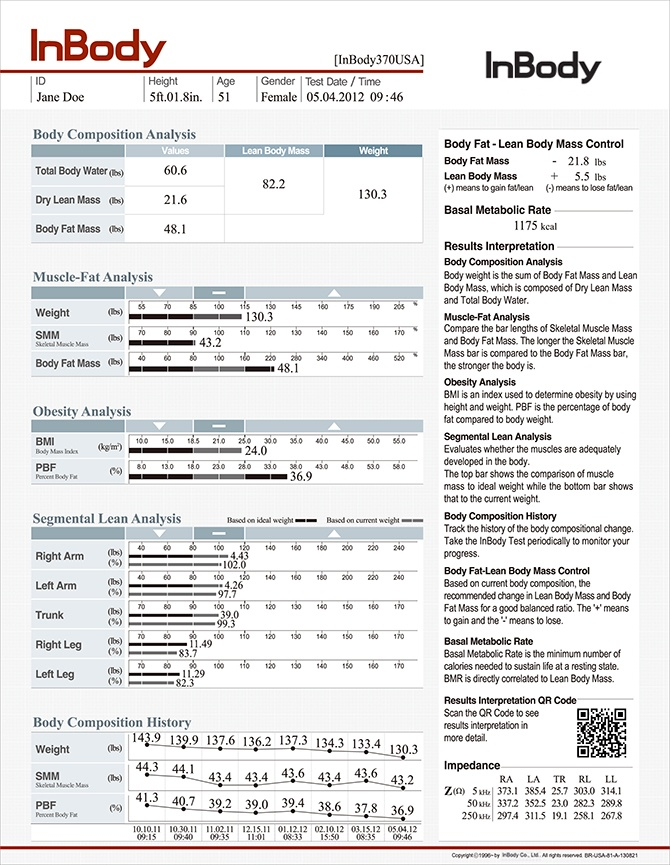 InBody
[InBody370USA]
InBody
ID Height Age Gender Test Date / Time
Jane Doe 5ft.01.8in. 51 Female 05.04.2012 09:46
Body Composition Analysis
Values Lean Body Mass Weight
Total Body Water (lbs) 60.6
82.2
130.3
Dry Lean Mass (lbs) 21.6
Body Fat Mass (lbs) 48.1
Muscle-Fat Analysis
55 70 85 100 115 130 145 160 175 190 205 %
Weight (lbs) 130.3
70 80 90 100 110 120 130 140 150 160 170 %
SMM (lbs) 43.2
Skeletal Muscle Mass
40 60 80 100 160 220 280 340 400 460 520 %
Body Fat Mass (lbs) 48.1
Obesity Analysis
10.0 15.0 18.5 21.0 25.0 30.0 35.0 40.0 45.0 50.0 55.0
BMI (kg/m²) 24.0
Body Mass Index
8.0 13.0 18.0 23.0 28.0 33.0 38.0 43.0 48.0 53.0 58.0
PBF (%) 36.9
Percent Body Fat
Segmental Lean Analysis Based on ideal weight Based on current weight
40 60 80 100 120 140 160 180 200 220 240 %
Right Arm (lbs) 4.43
(%) 102.0
40 60 80 100 120 140 160 180 200 220 240
Left Arm (lbs) 4.26
(%) 97.7
70 80 90 100 110 120 130 140 150 160 170
Trunk (lbs) 39.0
(%) 99.3
70 80 90 100 110 120 130 140 150 160 170
Right Leg (lbs) 11.49
(%) 83.7
70 80 90 100 110 120 130 140 150 160 170
Left Leg (lbs) 11.29
(%) 82.3
Body Composition History
Weight (lbs) 143.9 139.9 137.6 136.2 137.3 134.3 133.4 130.3
SMM (lbs) 44.3 44.1 43.4 43.4 43.6 43.4 43.6 43.2
Skeletal Muscle Mass
PBF (%) 41.3 40.7 39.2 39.0 39.4 38.6 37.8 36.9
Percent Body Fat
10.10.11 10.30.11 11.02.11 12.15.11 01.12.12 02.10.12 03.15.12 05.04.12
09:15 09:40 09:35 11:01 08:33 15:50 08:35 09:46
Body Fat - Lean Body Mass Control
Body Fat Mass - 21.8 lbs
Lean Body Mass + 5.5 lbs
(+) means to gain fat/lean (-) means to lose fat/lean
Basal Metabolic Rate
1175 kcal
Results Interpretation
Body Composition Analysis
Body weight is the sum of Body Fat Mass and Lean
Body Mass, which is composed of Dry Lean Mass
and Total Body Water.
Muscle-Fat Analysis
Compare the bar lengths of Skeletal Muscle Mass
and Body Fat Mass. The longer the Skeletal Muscle
Mass bar is compared to the Body Fat Mass bar,
the stronger the body is.
Obesity Analysis
BMI is an index used to determine obesity by using
height and weight. PBF is the percentage of body
fat compared to body weight.
Segmental Lean Analysis
Evaluates whether the muscles are adequately
developed in the body.
The top bar shows the comparison of muscle
mass to ideal weight while the bottom bar shows
that to the current weight.
Body Composition History
Track the history of the body compositional change.
Take the InBody Test periodically to monitor your
progress.
Body Fat-Lean Body Mass Control
Based on current body composition, the
recommended change in Lean Body Mass and Body
Fat Mass for a good balanced ratio. The '+' means
to gain and the '-' means to lose.
Basal Metabolic Rate
Basal Metabolic Rate is the minimum number of
calories needed to sustain life at a resting state.
BMR is directly correlated to Lean Body Mass.
Results Interpretation QR Code
Scan the QR Code to see
results interpretation in
more detail.
Impedance
RA LA TR RL LL
Z(Ω) 5 kHz 373.1 385.4 25.7 303.0 314.1
50 kHz 337.2 352.5 23.0 282.3 289.8
250 kHz 297.4 311.5 19.1 258.1 267.8
Copyright ⓒ1996~ by InBody Co., Ltd. All rights reserved. BR-USA-81-A-130821